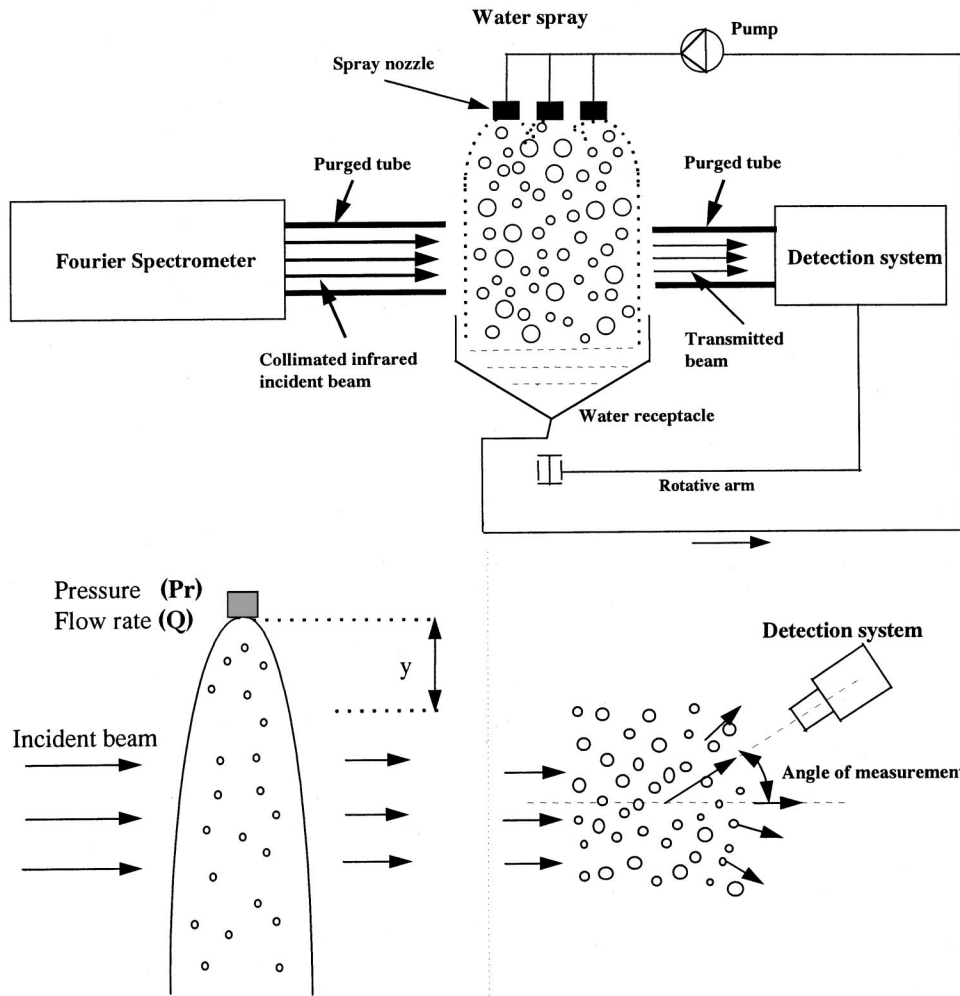 Water spray
Pump
Spray nozzle
Purged tube
Purged tube
Fourier Spectrometer
Detection system
Collimated infrared
incident beam
Transmitted
beam
Water receptacle
Rotative arm
Pressure (Pr)
Flow rate (Q)
y
Incident beam
Detection system
Angle of measurement